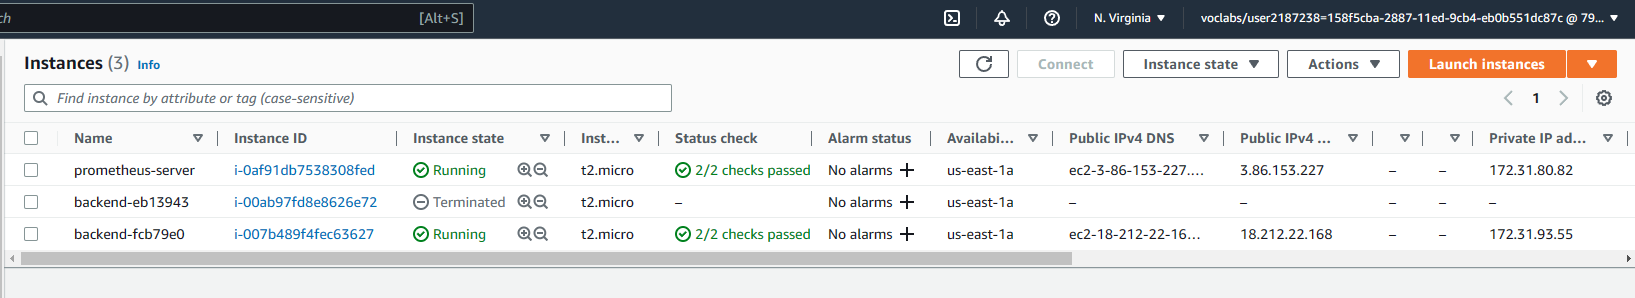 ch [Alt+S] N. Virginia voclabs/user2187238=158f5cba-2887-11ed-9cb4-eb0b551dc87c @ 79...
Instances (3) Info Connect Instance state Actions Launch instances
Find instance by attribute or tag (case-sensitive) 1
Name Instance ID Instance state Inst... Status check Alarm status Availabi... Public IPv4 DNS Public IPv4 ... Private IP ad...
prometheus-server i-0af91db7538308fed Running t2.micro 2/2 checks passed No alarms + us-east-1a ec2-3-86-153-227.... 3.86.153.227 – – 172.31.80.82
backend-eb13943 i-00ab97fd8e8626e72 Terminated t2.micro – No alarms + us-east-1a – – – – –
backend-fcb79e0 i-007b489f4fec63627 Running t2.micro 2/2 checks passed No alarms + us-east-1a ec2-18-212-22-16... 18.212.22.168 – – 172.31.93.55